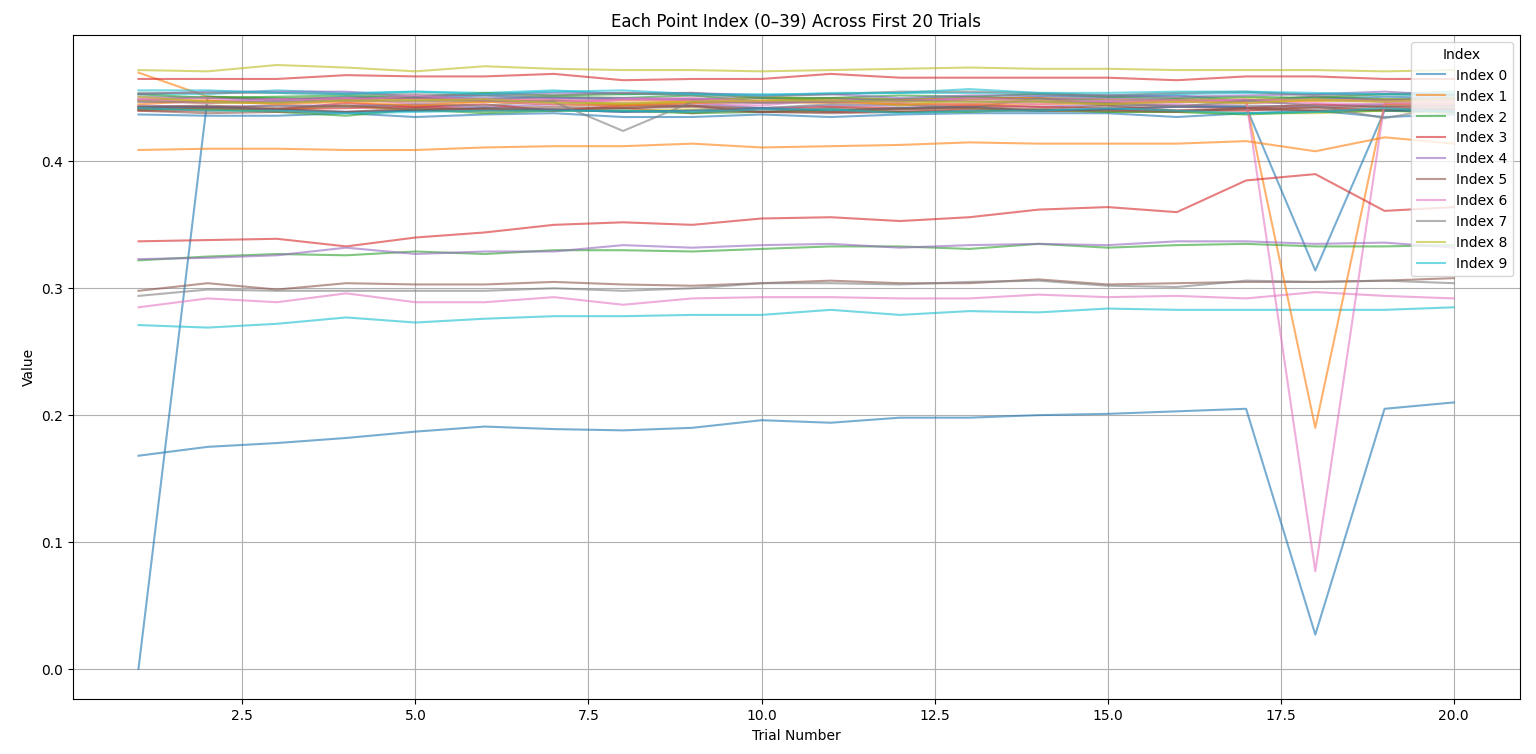 Each Point Index (0–39) Across First 20 Trials
Index
Index 0
Index 1
Index 2
Index 3
Index 4
Index 5
Index 6
Index 7
Index 8
Index 9
Value
0.4
0.3
0.2
0.1
0.0
2.5
5.0
7.5
10.0
12.5
15.0
17.5
20.0
Trial Number